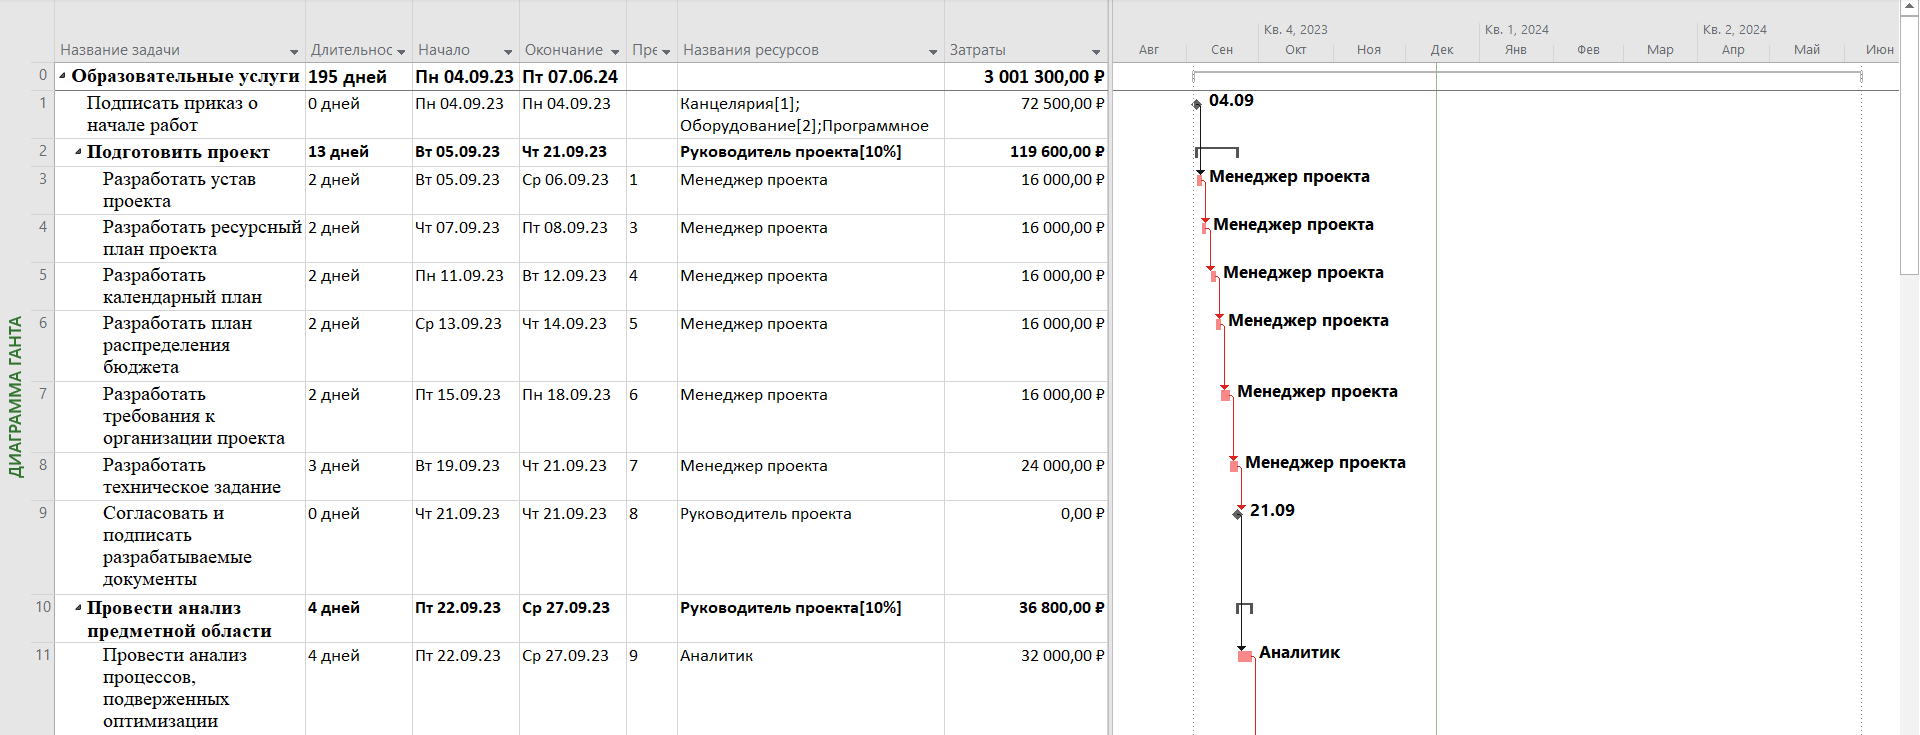 Кв. 4, 2023 Кв. 1, 2024 Кв. 2, 2024
Название задачи Длительнос Начало Окончание Пре Названия ресурсов Затраты Авг Сен Окт Ноя Дек Янв Фев Мар Апр Май Июн
0 Образовательные услуги 195 дней Пн 04.09.23 Пт 07.06.24 3 001 300,00 ₽
1 Подписать приказ о 0 дней Пн 04.09.23 Пн 04.09.23 Канцелярия[1]; 72 500,00 ₽ 04.09
начале работ Оборудование[2];Программное
2 Подготовить проект 13 дней Вт 05.09.23 Чт 21.09.23 Руководитель проекта[10%] 119 600,00 ₽
3 Разработать устав 2 дней Вт 05.09.23 Ср 06.09.23 1 Менеджер проекта 16 000,00 ₽ Менеджер проекта
проекта
4 Разработать ресурсный 2 дней Чт 07.09.23 Пт 08.09.23 3 Менеджер проекта 16 000,00 ₽ Менеджер проекта
план проекта
5 Разработать 2 дней Пн 11.09.23 Вт 12.09.23 4 Менеджер проекта 16 000,00 ₽ Менеджер проекта
календарный план
6 Разработать план 2 дней Ср 13.09.23 Чт 14.09.23 5 Менеджер проекта 16 000,00 ₽ Менеджер проекта
распределения
бюджета
7 Разработать 2 дней Пт 15.09.23 Пн 18.09.23 6 Менеджер проекта 16 000,00 ₽ Менеджер проекта
требования к
организации проекта
8 Разработать 3 дней Вт 19.09.23 Чт 21.09.23 7 Менеджер проекта 24 000,00 ₽ Менеджер проекта
техническое задание
9 Согласовать и 0 дней Чт 21.09.23 Чт 21.09.23 8 Руководитель проекта 0,00 ₽ 21.09
подписать
разрабатываемые
документы
10 Провести анализ 4 дней Пт 22.09.23 Ср 27.09.23 Руководитель проекта[10%] 36 800,00 ₽
предметной области
11 Провести анализ 4 дней Пт 22.09.23 Ср 27.09.23 9 Аналитик 32 000,00 ₽ Аналитик
процессов,
подверженных
оптимизации
ДИАГРАММА ГАНТА